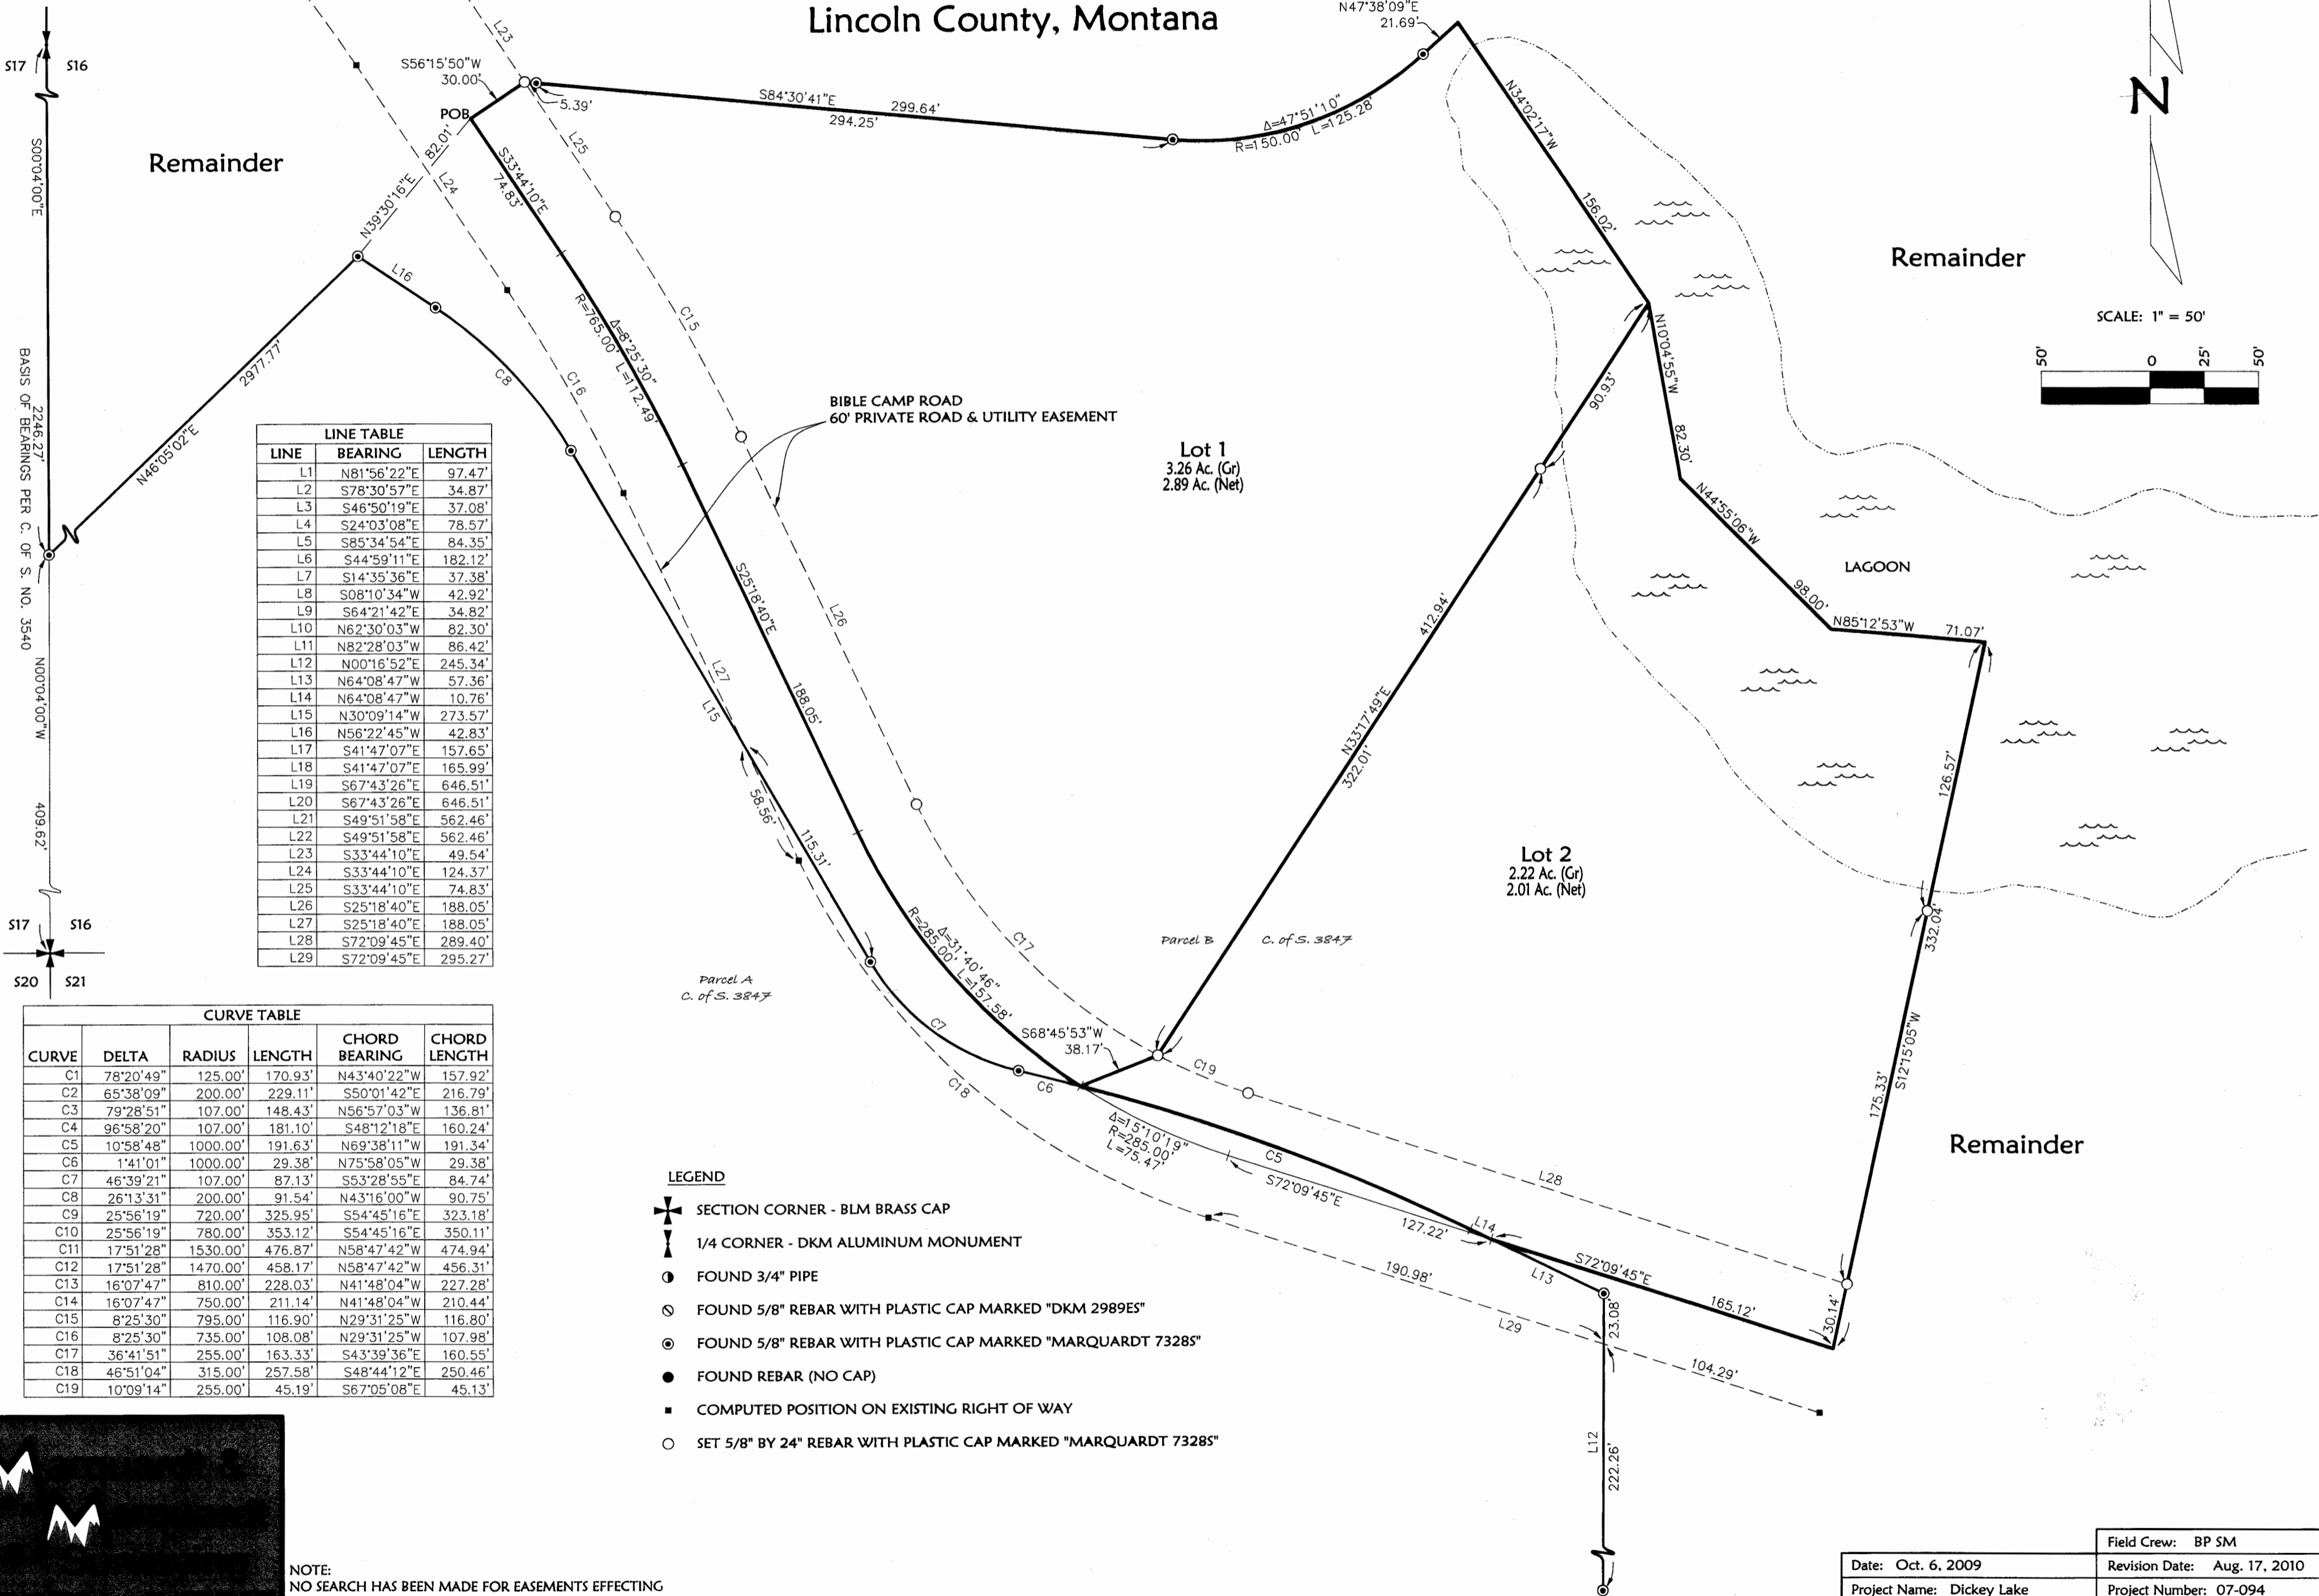 Lincoln County, Montana
N47°38'09"E
21.69'
S17
S16
S00°04'00"E
2246.27'
BASIS OF BEARINGS PER C. OF S. NO. 3540
N00°04'00"W
409.62'
S17
S16
S20
S21
L23
S56°15'50"W
30.00'
POB
5.39'
82.01'
N39°30'16"E
Remainder
S84°30'41"E
299.64'
294.25'
Δ=47°51'10"
R=150.00' L=125.28'
N34°02'17"W
156.02'
N
Remainder
SCALE: 1" = 50'
50'
0
25'
50'
L25
L24
S33°44'10"E
74.83'
L16
C8
2977.77'
N46°05'02"E
C15
C16
Δ=8°25'30"
R=765.00' L=112.49'
BIBLE CAMP ROAD
60' PRIVATE ROAD & UTILITY EASEMENT
Lot 1
3.26 Ac. (Gr)
2.89 Ac. (Net)
90.93'
N10°04'55"W
82.30'
N44°55'06"W
98.00'
LAGOON
N85°12'53"W
71.07'
LINE TABLE
LINE BEARING LENGTH
L1 N81°56'22"E 97.47'
L2 S78°30'57"E 34.87'
L3 S46°50'19"E 37.08'
L4 S24°03'08"E 78.57'
L5 S85°34'54"E 84.35'
L6 S44°59'11"E 182.12'
L7 S14°35'36"E 37.38'
L8 S08°10'34"W 42.92'
L9 S64°21'42"E 34.82'
L10 N62°30'03"W 82.30'
L11 N82°28'03"W 86.42'
L12 N00°16'52"E 245.34'
L13 N64°08'47"W 57.36'
L14 N64°08'47"W 10.76'
L15 N30°09'14"W 273.57'
L16 N56°22'45"W 42.83'
L17 S41°47'07"E 157.65'
L18 S41°47'07"E 165.99'
L19 S67°43'26"E 646.51'
L20 S67°43'26"E 646.51'
L21 S49°51'58"E 562.46'
L22 S49°51'58"E 562.46'
L23 S33°44'10"E 49.54'
L24 S33°44'10"E 124.37'
L25 S33°44'10"E 74.83'
L26 S25°18'40"E 188.05'
L27 S25°18'40"E 188.05'
L28 S72°09'45"E 289.40'
L29 S72°09'45"E 295.27'
S25°18'40"E
188.05'
L26
L27
L15
58.56'
115.31'
412.94'
N33°17'49"E
322.01'
126.57'
332.04'
S12°15'05"W
175.33'
30.14'
Lot 2
2.22 Ac. (Gr)
2.01 Ac. (Net)
Parcel B
C. of S. 3847
Parcel A
C. of S. 3847
Remainder
Δ=31°40'46"
R=285.00' L=157.58'
C17
S68°45'53"W
38.17'
C7
C6
C18
C19
Δ=15°10'19"
R=285.00'
L=75.47'
C5
S72°09'45"E
127.22'
L14
L28
S72°09'45"E
165.12'
L13
23.08'
190.98'
L29
104.29'
L12
222.26'
CURVE TABLE
CURVE DELTA RADIUS LENGTH CHORD BEARING CHORD LENGTH
C1 78°20'49" 125.00' 170.93' N43°40'22"W 157.92'
C2 65°38'09" 200.00' 229.11' S50°01'42"E 216.79'
C3 79°28'51" 107.00' 148.43' N56°57'03"W 136.81'
C4 96°58'20" 107.00' 181.10' S48°12'18"E 160.24'
C5 10°58'48" 1000.00' 191.63' N69°38'11"W 191.34'
C6 1°41'01" 1000.00' 29.38' N75°58'05"W 29.38'
C7 46°39'21" 107.00' 87.13' S53°28'55"E 84.74'
C8 26°13'31" 200.00' 91.54' N43°16'00"W 90.75'
C9 25°56'19" 720.00' 325.95' S54°45'16"E 323.18'
C10 25°56'19" 780.00' 353.12' S54°45'16"E 350.11'
C11 17°51'28" 1530.00' 476.87' N58°47'42"W 474.94'
C12 17°51'28" 1470.00' 458.17' N58°47'42"W 456.31'
C13 16°07'47" 810.00' 228.03' N41°48'04"W 227.28'
C14 16°07'47" 750.00' 211.14' N41°48'04"W 210.44'
C15 8°25'30" 795.00' 116.90' N29°31'25"W 116.80'
C16 8°25'30" 735.00' 108.08' N29°31'25"W 107.98'
C17 36°41'51" 255.00' 163.33' S43°39'36"E 160.55'
C18 46°51'04" 315.00' 257.58' S48°44'12"E 250.46'
C19 10°09'14" 255.00' 45.19' S67°05'08"E 45.13'
LEGEND
SECTION CORNER - BLM BRASS CAP
1/4 CORNER - DKM ALUMINUM MONUMENT
FOUND 3/4" PIPE
FOUND 5/8" REBAR WITH PLASTIC CAP MARKED "DKM 2989ES"
FOUND 5/8" REBAR WITH PLASTIC CAP MARKED "MARQUARDT 7328S"
FOUND REBAR (NO CAP)
COMPUTED POSITION ON EXISTING RIGHT OF WAY
SET 5/8" BY 24" REBAR WITH PLASTIC CAP MARKED "MARQUARDT 7328S"
NOTE:
NO SEARCH HAS BEEN MADE FOR EASEMENTS EFFECTING
Field Crew: BP SM
Date: Oct. 6, 2009
Revision Date: Aug. 17, 2010
Project Name: Dickey Lake
Project Number: 07-094